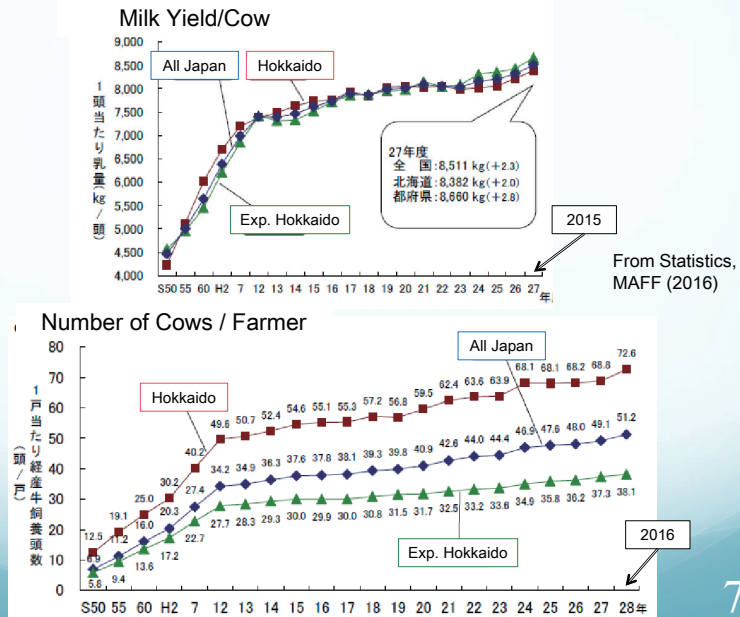 Milk Yield/Cow
9,000
8,500
8,000
7,500
7,000
6,500
6,000
5,500
5,000
4,500
4,000
1頭当たり乳量(kg/頭)
All Japan
Hokkaido
Exp. Hokkaido
27年度
全 国:8,511 kg(+2.3)
北海道:8,382 kg(+2.0)
都府県:8,660 kg(+2.8)
2015
S50 55 60 H2 7 12 13 14 15 16 17 18 19 20 21 22 23 24 25 26 27
From Statistics,
MAFF (2016)
Number of Cows / Farmer
80
70
60
50
40
30
20
10
0
1戸当たり経産牛飼養頭数(頭/戸)
Hokkaido
All Japan
Exp. Hokkaido
12.5 19.1 25.0 30.2 40.2 49.6 50.7 52.4 54.6 55.1 55.3 57.2 56.8 59.5 62.4 63.6 63.9 68.1 68.1 68.2 68.8 72.6
6.9 11.2 16.0 20.3 27.4 34.2 34.9 36.3 37.6 37.8 38.1 39.3 39.8 40.9 42.6 44.0 44.4 46.9 47.6 48.0 49.1 51.2
5.8 9.4 13.6 17.2 22.7 27.7 28.3 29.3 30.0 29.9 30.0 30.8 31.5 31.7 32.5 33.2 33.6 34.9 35.8 36.2 37.3 38.1
2016
S50 55 60 H2 7 12 13 14 15 16 17 18 19 20 21 22 23 24 25 26 27 28年
7